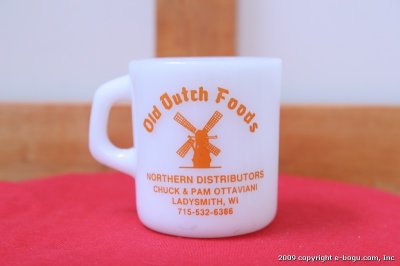 Old Dutch Foods
NORTHERN DISTRIBUTORS
CHUCK & PAM OTTAVIANI
LADYSMITH, WI
715-532-6366
2009 copyright e-bogu.com, Inc